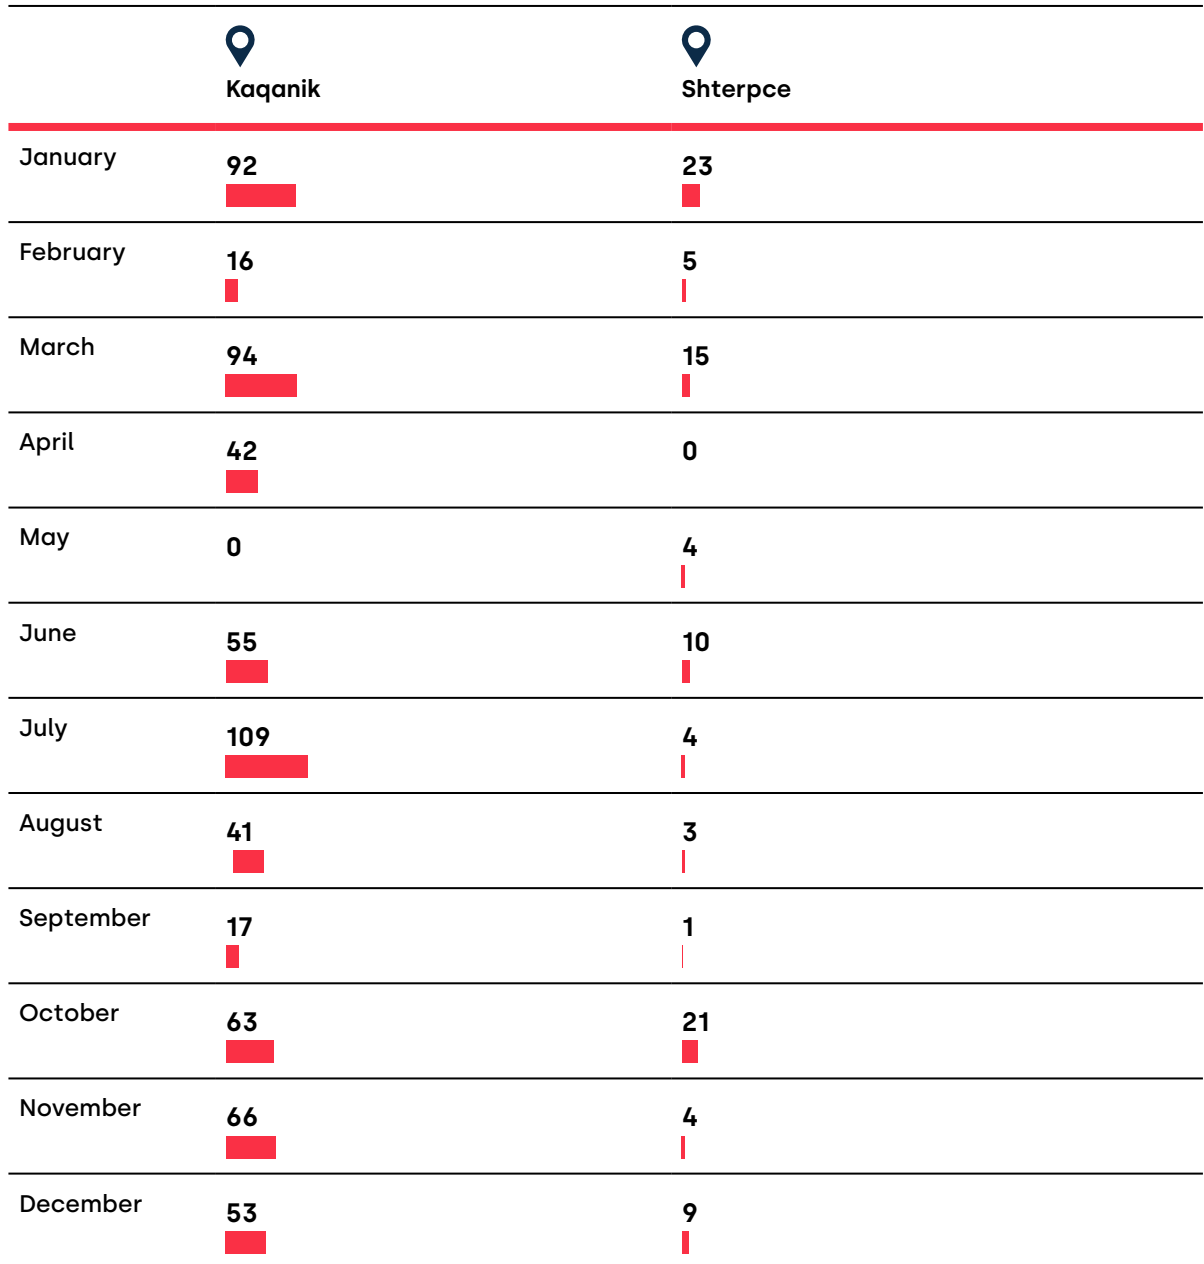 Kaqanik Shterpce
January 92 23
February 16 5
March 94 15
April 42 0
May 0 4
June 55 10
July 109 4
August 41 3
September 17 1
October 63 21
November 66 4
December 53 9